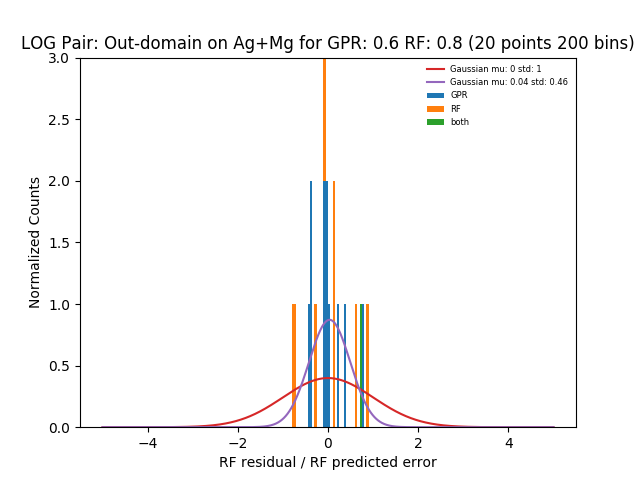 LOG Pair: Out-domain on Ag+Mg for GPR: 0.6 RF: 0.8 (20 points 200 bins)
Gaussian mu: 0 std: 1
Gaussian mu: 0.04 std: 0.46
GPR
RF
both
Normalized Counts
3.0
2.5
2.0
1.5
1.0
0.5
0.0
−4 −2 0 2 4
RF residual / RF predicted error